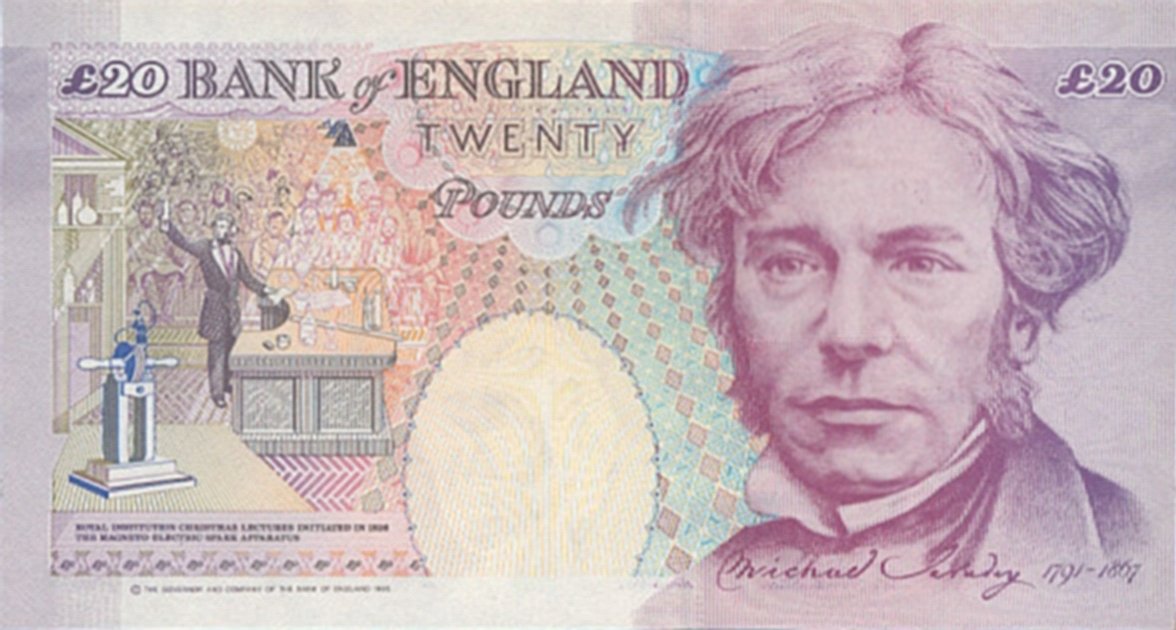 £20 BANK of ENGLAND £20
TWENTY
POUNDS
ROYAL INSTITUTION CHRISTMAS LECTURES INITIATED IN 1826
THE MAGNETO ELECTRIC SPARK APPARATUS
Michael Faraday 1791-1867
© THE GOVERNOR AND COMPANY OF THE BANK OF ENGLAND